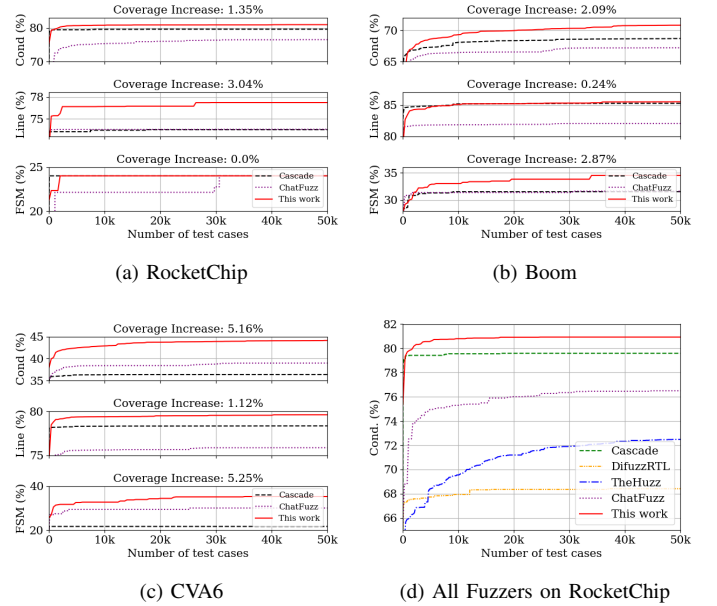 Coverage Increase: 1.35%
Cond (%)
80
70
Coverage Increase: 3.04%
Line (%)
78
75
Coverage Increase: 0.0%
FSM (%)
25
20
Cascade
ChatFuzz
This work
0 10k 20k 30k 40k 50k
Number of test cases
(a) RocketChip
Coverage Increase: 2.09%
Cond (%)
70
65
Coverage Increase: 0.24%
Line (%)
85
80
Coverage Increase: 2.87%
FSM (%)
35
30
Cascade
ChatFuzz
This work
0 10k 20k 30k 40k 50k
Number of test cases
(b) Boom
Coverage Increase: 5.16%
Cond (%)
45
40
35
Coverage Increase: 1.12%
Line (%)
80
75
Coverage Increase: 5.25%
FSM (%)
40
20
Cascade
ChatFuzz
This work
0 10k 20k 30k 40k 50k
Number of test cases
(c) CVA6
Cond. (%)
82
80
78
76
74
72
70
68
66
Cascade
DifuzzRTL
TheHuzz
ChatFuzz
This work
0 10k 20k 30k 40k 50k
Number of test cases
(d) All Fuzzers on RocketChip